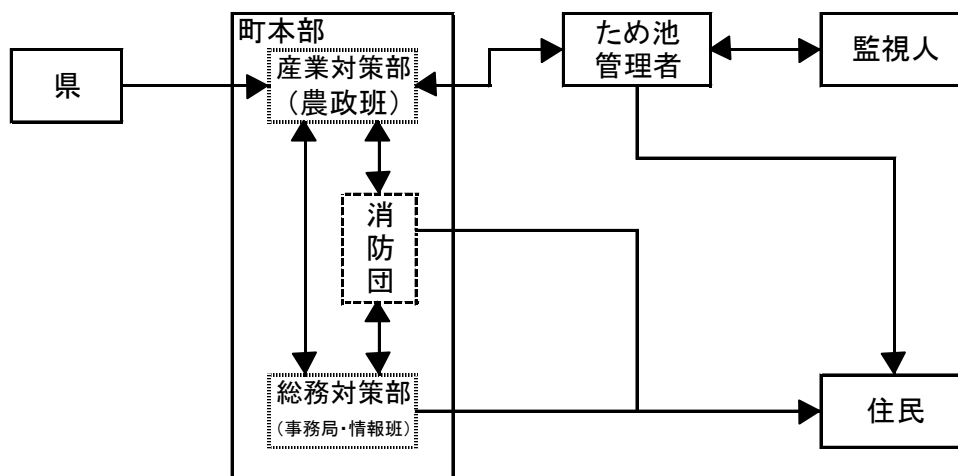 町本部
県
産業対策部
（農政班）
ため池
管理者
監視人
消
防
団
総務対策部
（事務局・情報班）
住民